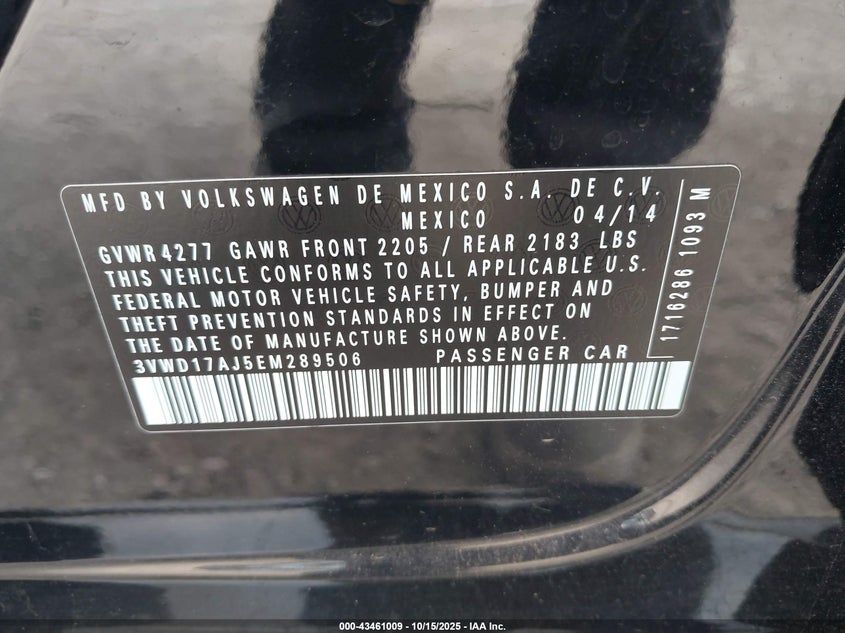 MFD BY VOLKSWAGEN DE MEXICO S.A. DE C.V.
MEXICO 04/14
GVWR4277 GAWR FRONT 2205 / REAR 2183 LBS
THIS VEHICLE CONFORMS TO ALL APPLICABLE U.S.
FEDERAL MOTOR VEHICLE SAFETY, BUMPER AND
THEFT PREVENTION STANDARDS IN EFFECT ON
THE DATE OF MANUFACTURE SHOWN ABOVE.
3VWD17AJ5EM289506 PASSENGER CAR
1716286 1093 M
000-43461009 - 10/15/2025 - IAA Inc.